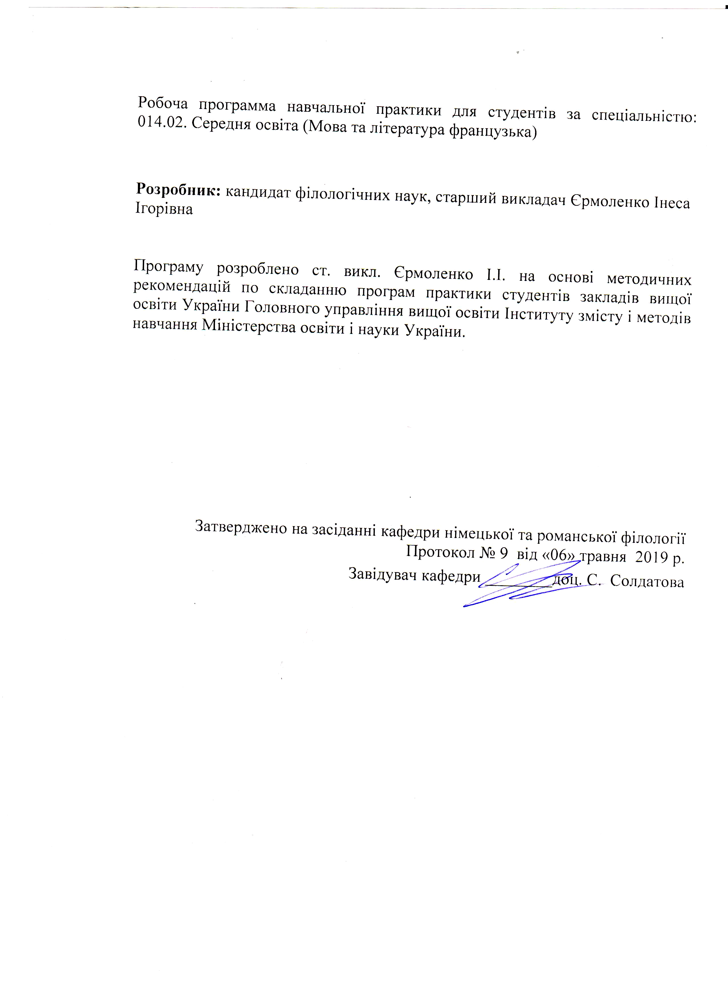 Робоча программа навчальної практики для студентів за спеціальністю:
014.02. Середня освіта (Мова та література французька)
Розробник: кандидат філологічних наук, старший викладач Єрмоленко Інеса
Ігорівна
Програму розроблено ст. викл. Єрмоленко І.І. на основі методичних
рекомендацій по складанню програм практики студентів закладів вищої
освіти України Головного управління вищої освіти Інституту змісту і методів
навчання Міністерства освіти і науки України.
Затверджено на засіданні кафедри німецької та романської філології
Протокол № 9 від «06» травня 2019 р.
Завідувач кафедри ________доц. С. Солдатова